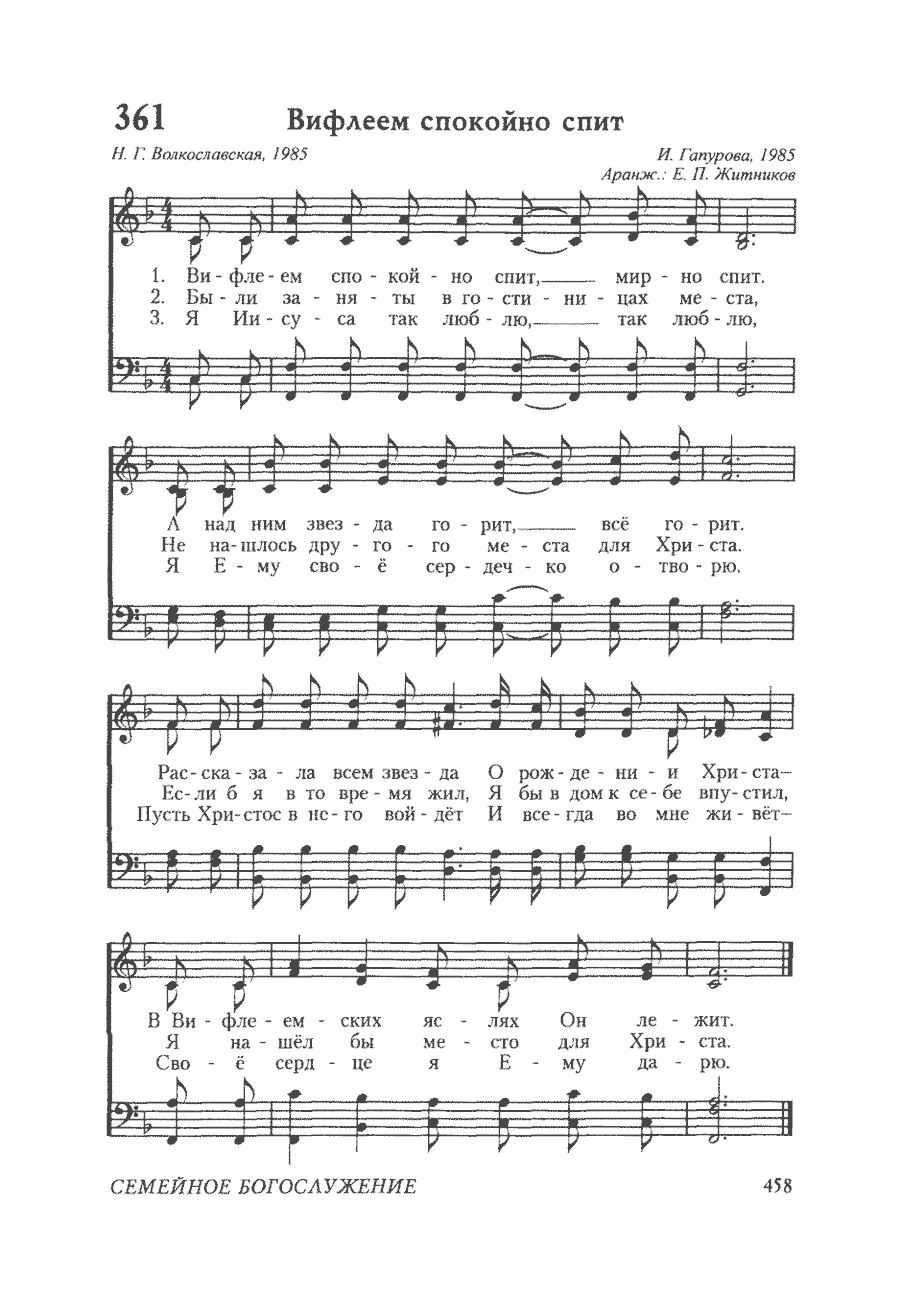 361 Вифлеем спокойно спит
Н. Г. Волкославская, 1985 И. Гапурова, 1985
Аранж.: Е. П. Житников
1. Ви - фле - ем спо - кой - но спит,____ мир - но спит.
2. Бы - ли за - ня - ты в го - сти - ни - цах ме - ста,
3. Я Ии - су - са так люб - лю,____ так люб - лю,
А над ним звез - да го - рит,____ всё го - рит.
Не на - шлось дру - го - го ме - ста для Хри - ста.
Я Е - му сво - ё сер - деч - ко о - тво - рю.
Рас - ска - за - ла всем звез - да О рож - де - ни - и Хри - ста–
Ес - ли б я в то вре - мя жил, Я бы в дом к се - бе впу - стил,
Пусть Хри - стос в не - го вой - дёт И все - гда во мне жи - вёт–
В Ви - фле - ем - ских яс - лях Он ле - жит.
Я на - шёл бы ме - сто для Хри - ста.
Сво - ё серд - це я Е - му да - рю.
СЕМЕЙНОЕ БОГОСЛУЖЕНИЕ 458